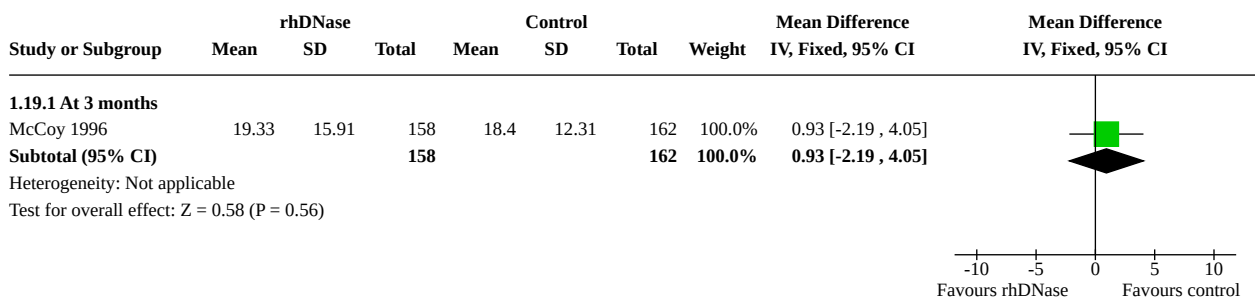 rhDNase Control Mean Difference Mean Difference
Study or Subgroup Mean SD Total Mean SD Total Weight IV, Fixed, 95% CI IV, Fixed, 95% CI
1.19.1 At 3 months
McCoy 1996 19.33 15.91 158 18.4 12.31 162 100.0% 0.93 [-2.19 , 4.05]
Subtotal (95% CI) 158 162 100.0% 0.93 [-2.19 , 4.05]
Heterogeneity: Not applicable
Test for overall effect: Z = 0.58 (P = 0.56)
-10 -5 0 5 10
Favours rhDNase Favours control